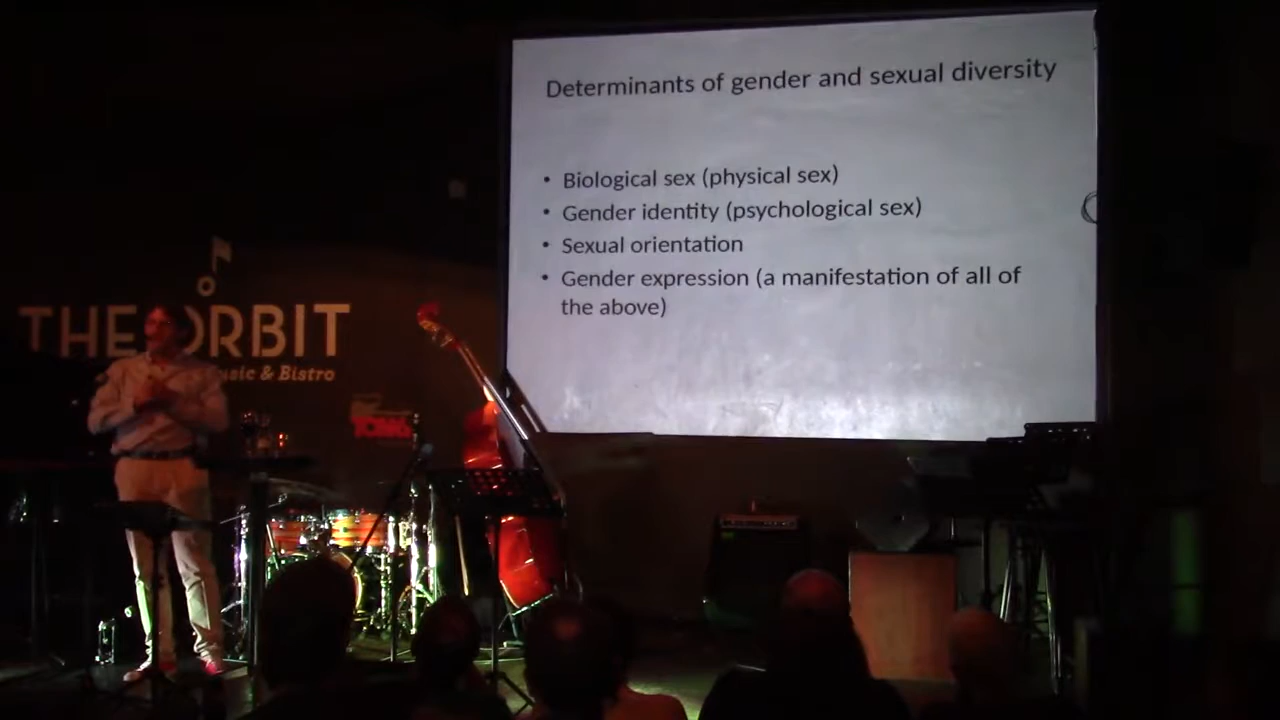 Determinants of gender and sexual diversity
• Biological sex (physical sex)
• Gender identity (psychological sex)
• Sexual orientation
• Gender expression (a manifestation of all of
the above)
THE ORBIT
& Bistro